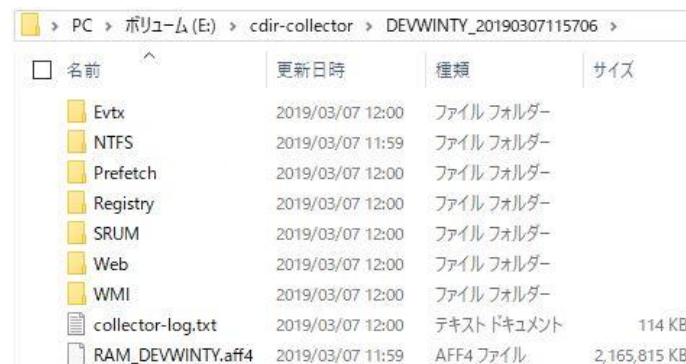 PC > ボリューム (E:) > cdir-collector > DEVWINTY_20190307115706 >
名前 更新日時 種類 サイズ
Evtx 2019/03/07 12:00 ファイル フォルダー
NTFS 2019/03/07 11:59 ファイル フォルダー
Prefetch 2019/03/07 12:00 ファイル フォルダー
Registry 2019/03/07 12:00 ファイル フォルダー
SRUM 2019/03/07 12:00 ファイル フォルダー
Web 2019/03/07 12:00 ファイル フォルダー
WMI 2019/03/07 12:00 ファイル フォルダー
collector-log.txt 2019/03/07 12:00 テキスト ドキュメント 114 KB
RAM_DEVWINTY.aff4 2019/03/07 11:59 AFF4 ファイル 2,165,815 KB